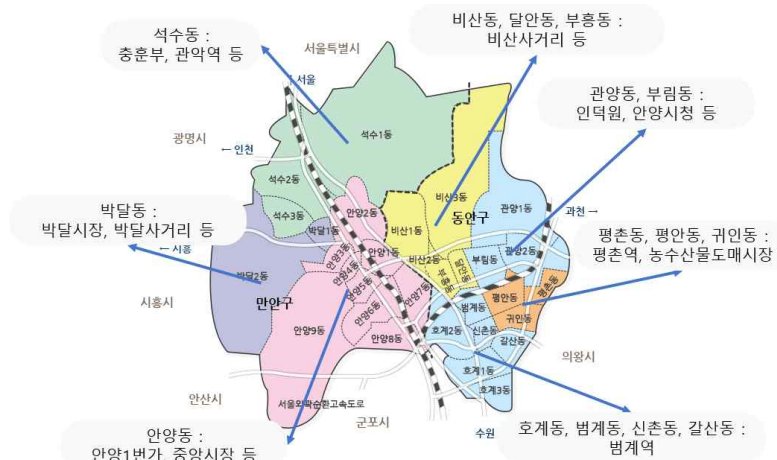 석수동 :
충훈부, 관악역 등
서울특별시
비산동, 달안동, 부흥동 :
비산사거리 등
↑ 서울
관양동, 부림동 :
인덕원, 안양시청 등
광명시
← 인천
석수1동
석수2동
석수3동
안양2동
비산3동
관양1동
동안구
과천 →
박달동 :
박달시장, 박달사거리 등
← 시흥
박달1동
안양3동
안양1동
비산1동
비산2동
부흥동
달안동
부림동
관양2동
평촌동, 평안동, 귀인동 :
평촌역, 농수산물도매시장
박달2동
만안구
안양4동
안양5동
안양7동
범계동
평안동
평촌동
시흥시
안양9동
안양6동
안양8동
호계2동
신촌동
귀인동
갈산동
의왕시
호계1동
호계3동
안산시
서울외곽순환고속도로
군포시
수원
안양동 :
안양1번가, 중앙시장 등
호계동, 범계동, 신촌동, 갈산동 :
범계역